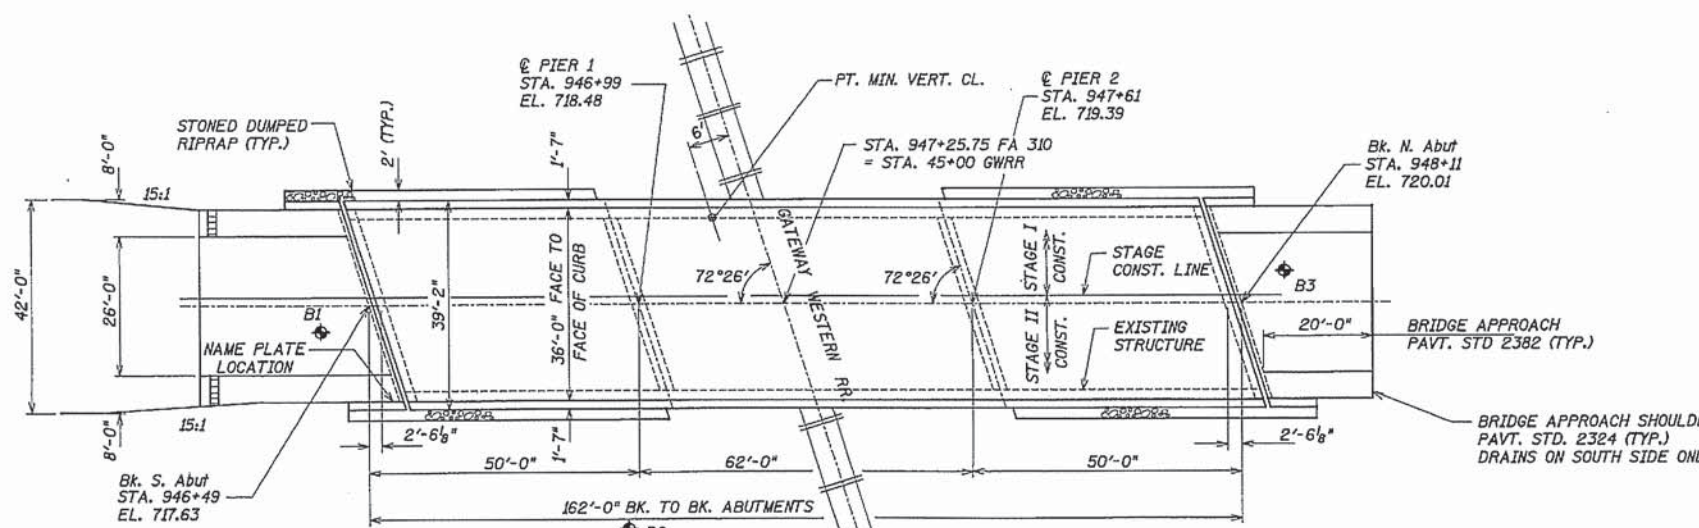 ℄ PIER 1
STA. 946+99
EL. 718.48
PT. MIN. VERT. CL.
℄ PIER 2
STA. 947+61
EL. 719.39
STONED DUMPED
RIPRAP (TYP.)
2' (TYP.)
1'-7"
6'
STA. 947+25.75 FA 310
= STA. 45+00 GWRR
Bk. N. Abut
STA. 948+11
EL. 720.01
8'-0"
15:1
42'-0"
26'-0"
39'-2"
36'-0" FACE TO
FACE OF CURB
GATEWAY WESTERN RR.
72°26'
72°26'
STAGE I
CONST.
STAGE II
CONST.
STAGE
CONST. LINE
B3
B1
NAME PLATE
LOCATION
EXISTING
STRUCTURE
20'-0"
BRIDGE APPROACH
PAVT. STD 2382 (TYP.)
15:1
8'-0"
2'-6⅛"
1'-7"
2'-6⅛"
BRIDGE APPROACH SHOULD
PAVT. STD. 2324 (TYP.)
DRAINS ON SOUTH SIDE ONL
50'-0"
62'-0"
50'-0"
Bk. S. Abut
STA. 946+49
EL. 717.63
162'-0" BK. TO BK. ABUTMENTS